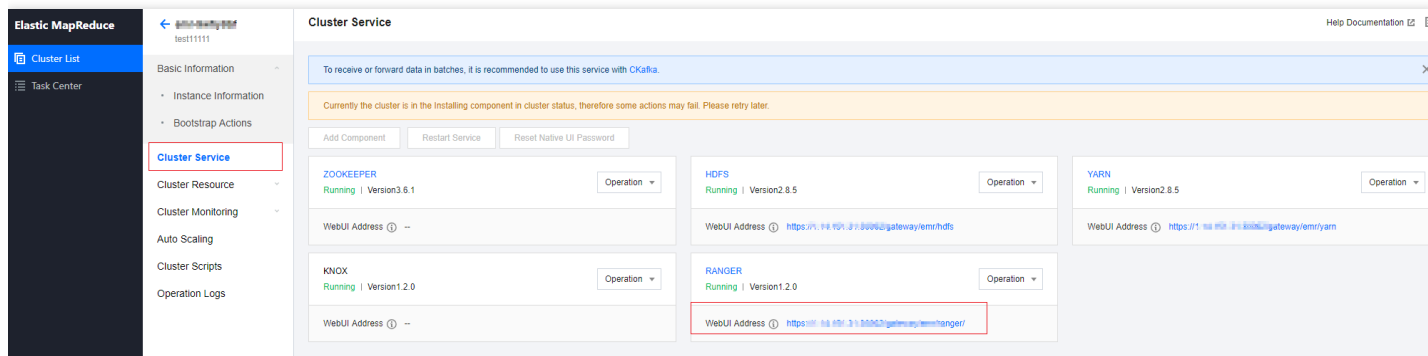 Elastic MapReduce
Cluster List
Task Center
test11111
Basic Information
Instance Information
Bootstrap Actions
Cluster Service
Cluster Resource
Cluster Monitoring
Auto Scaling
Cluster Scripts
Operation Logs
Cluster Service
Help Documentation
To receive or forward data in batches, it is recommended to use this service with CKafka.
Currently the cluster is in the Installing component in cluster status, therefore some actions may fail. Please retry later.
Add Component Restart Service Reset Native UI Password
ZOOKEEPER
Running | Version3.6.1
Operation
WebUI Address --
HDFS
Running | Version2.8.5
Operation
WebUI Address gateway/emr/hdfs
YARN
Running | Version2.8.5
Operation
WebUI Address gateway/emr/yarn
KNOX
Running | Version1.2.0
Operation
WebUI Address --
RANGER
Running | Version1.2.0
Operation
WebUI Address ranger/